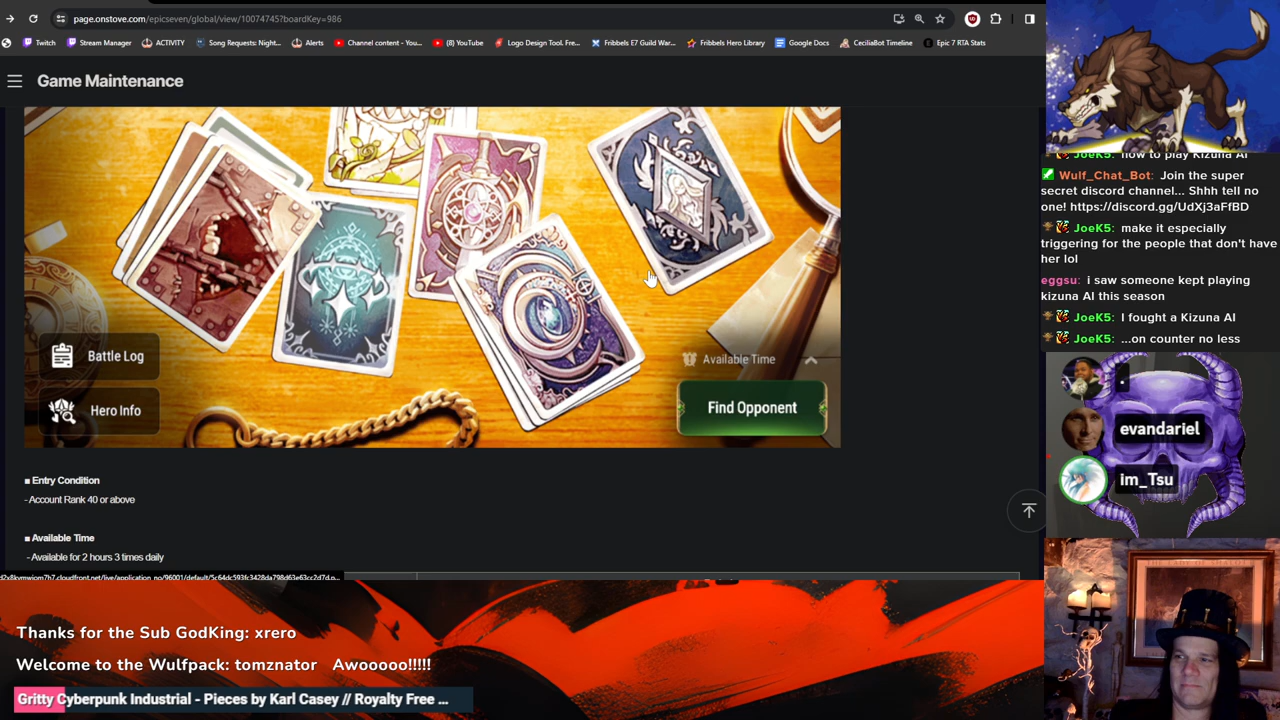 page.onstove.com/epicseven/global/view/10074745?boardKey=986
Twitch
Stream Manager
ACTIVITY
Song Requests: Night...
Alerts
Channel content - You...
(8) YouTube
Logo Design Tool. Fre...
Fribbels E7 Guild War...
Fribbels Hero Library
Google Docs
CeciliaBot Timeline
Epic 7 RTA Stats
Game Maintenance
Battle Log
Hero Info
Available Time
Find Opponent
■ Entry Condition
- Account Rank 40 or above
■ Available Time
- Available for 2 hours 3 times daily
JoeK5: how to play Kizuna AI
Wulf_Chat_Bot: Join the super
secret discord channel... Shhh tell no
one! https://discord.gg/UdXj3aFfBD
JoeK5: make it especially
triggering for the people that don't have
her lol
eggsu: i saw someone kept playing
kizuna AI this season
JoeK5: I fought a Kizuna AI
JoeK5: ...on counter no less
.
evandariel
im_Tsu
Thanks for the Sub GodKing: xrero
Welcome to the Wulfpack: tomznator Awooooo!!!!!
Gritty Cyberpunk Industrial - Pieces by Karl Casey // Royalty Free ...